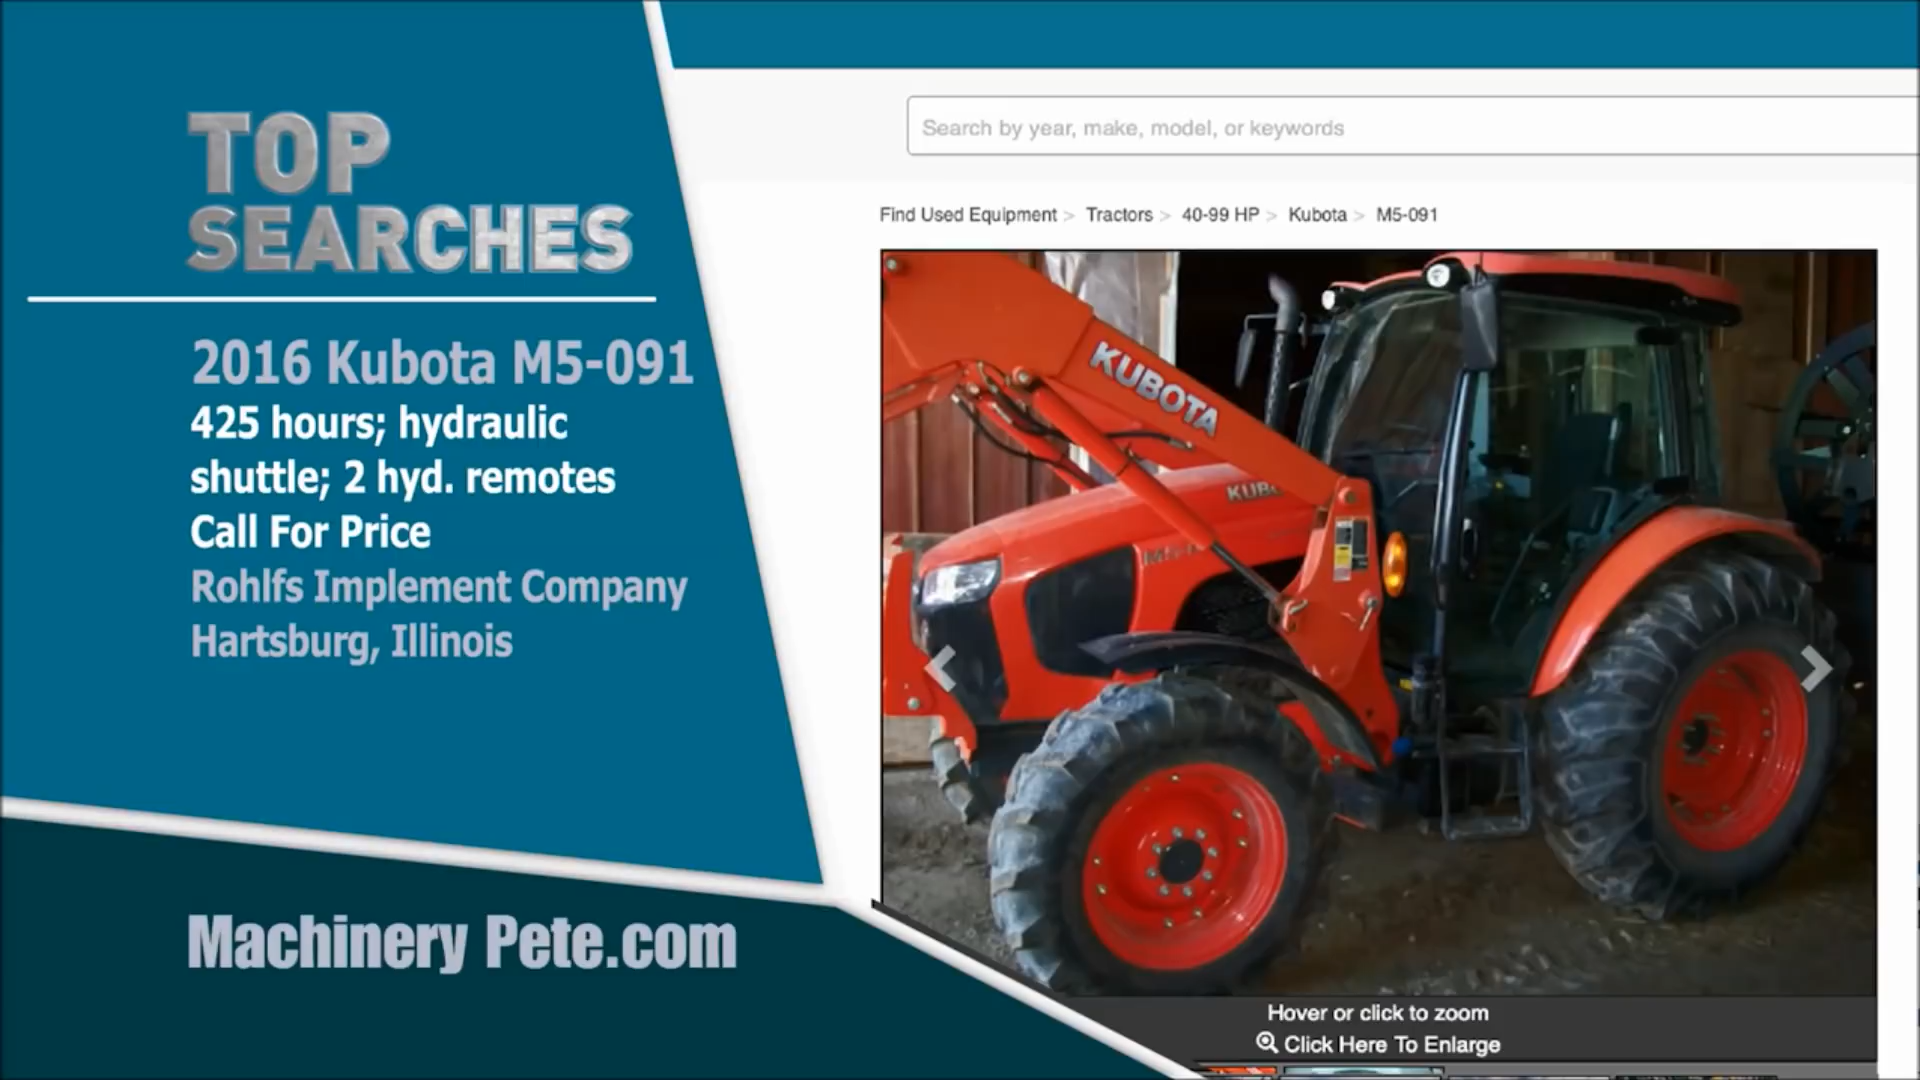 TOP
SEARCHES
2016 Kubota M5-091
425 hours; hydraulic
shuttle; 2 hyd. remotes
Call For Price
Rohlfs Implement Company
Hartsburg, Illinois
Machinery Pete.com
Search by year, make, model, or keywords
Find Used Equipment > Tractors > 40-99 HP > Kubota > M5-091
KUBOTA
KUBO
Hover or click to zoom
Click Here To Enlarge